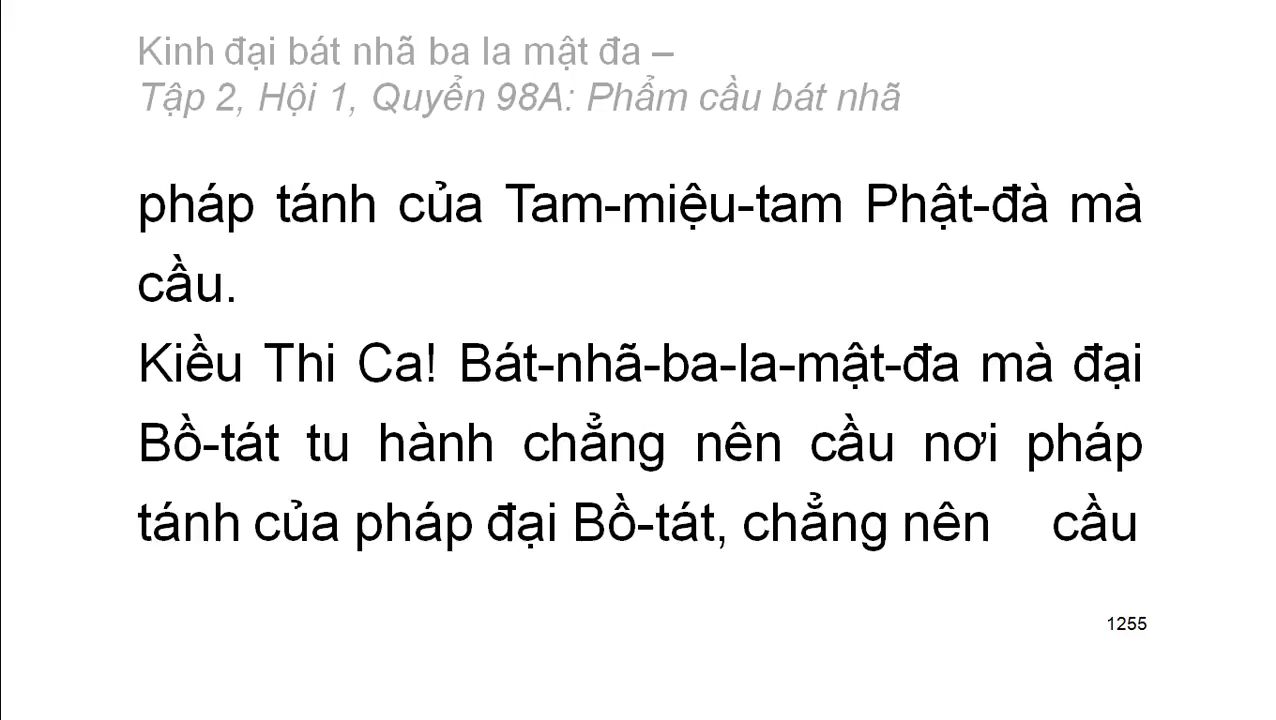 Kinh đại bát nhã ba la mật đa –
Tập 2, Hội 1, Quyển 98A: Phẩm cầu bát nhã
pháp tánh của Tam-miệu-tam Phật-đà mà
cầu.
Kiều Thi Ca! Bát-nhã-ba-la-mật-đa mà đại
Bồ-tát tu hành chẳng nên cầu nơi pháp
tánh của pháp đại Bồ-tát, chẳng nên cầu
1255